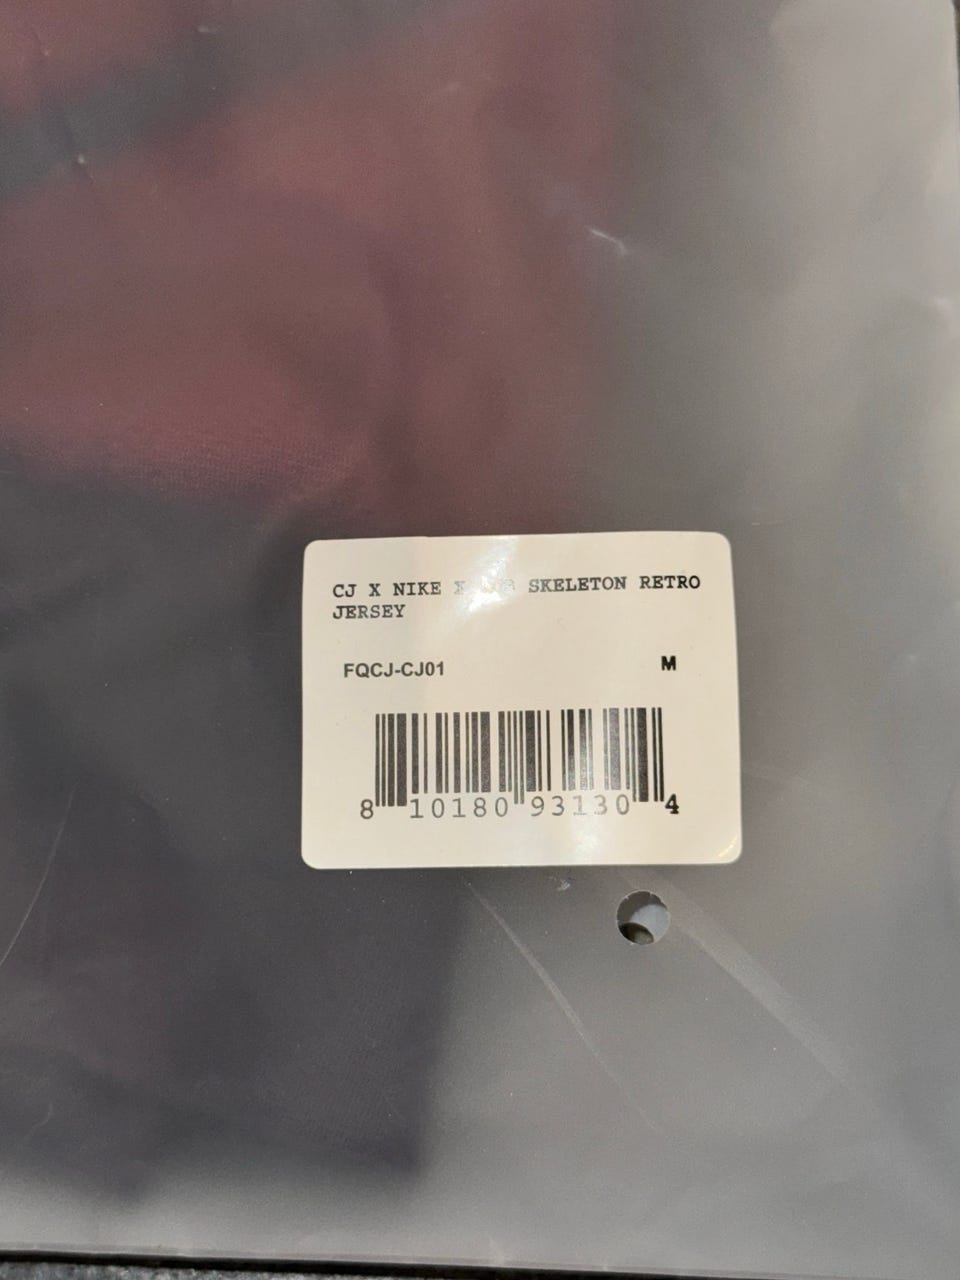 CJ X NIKE X SKELETON RETRO
JERSEY
FQCJ-CJ01 M
8 10180 93130 4